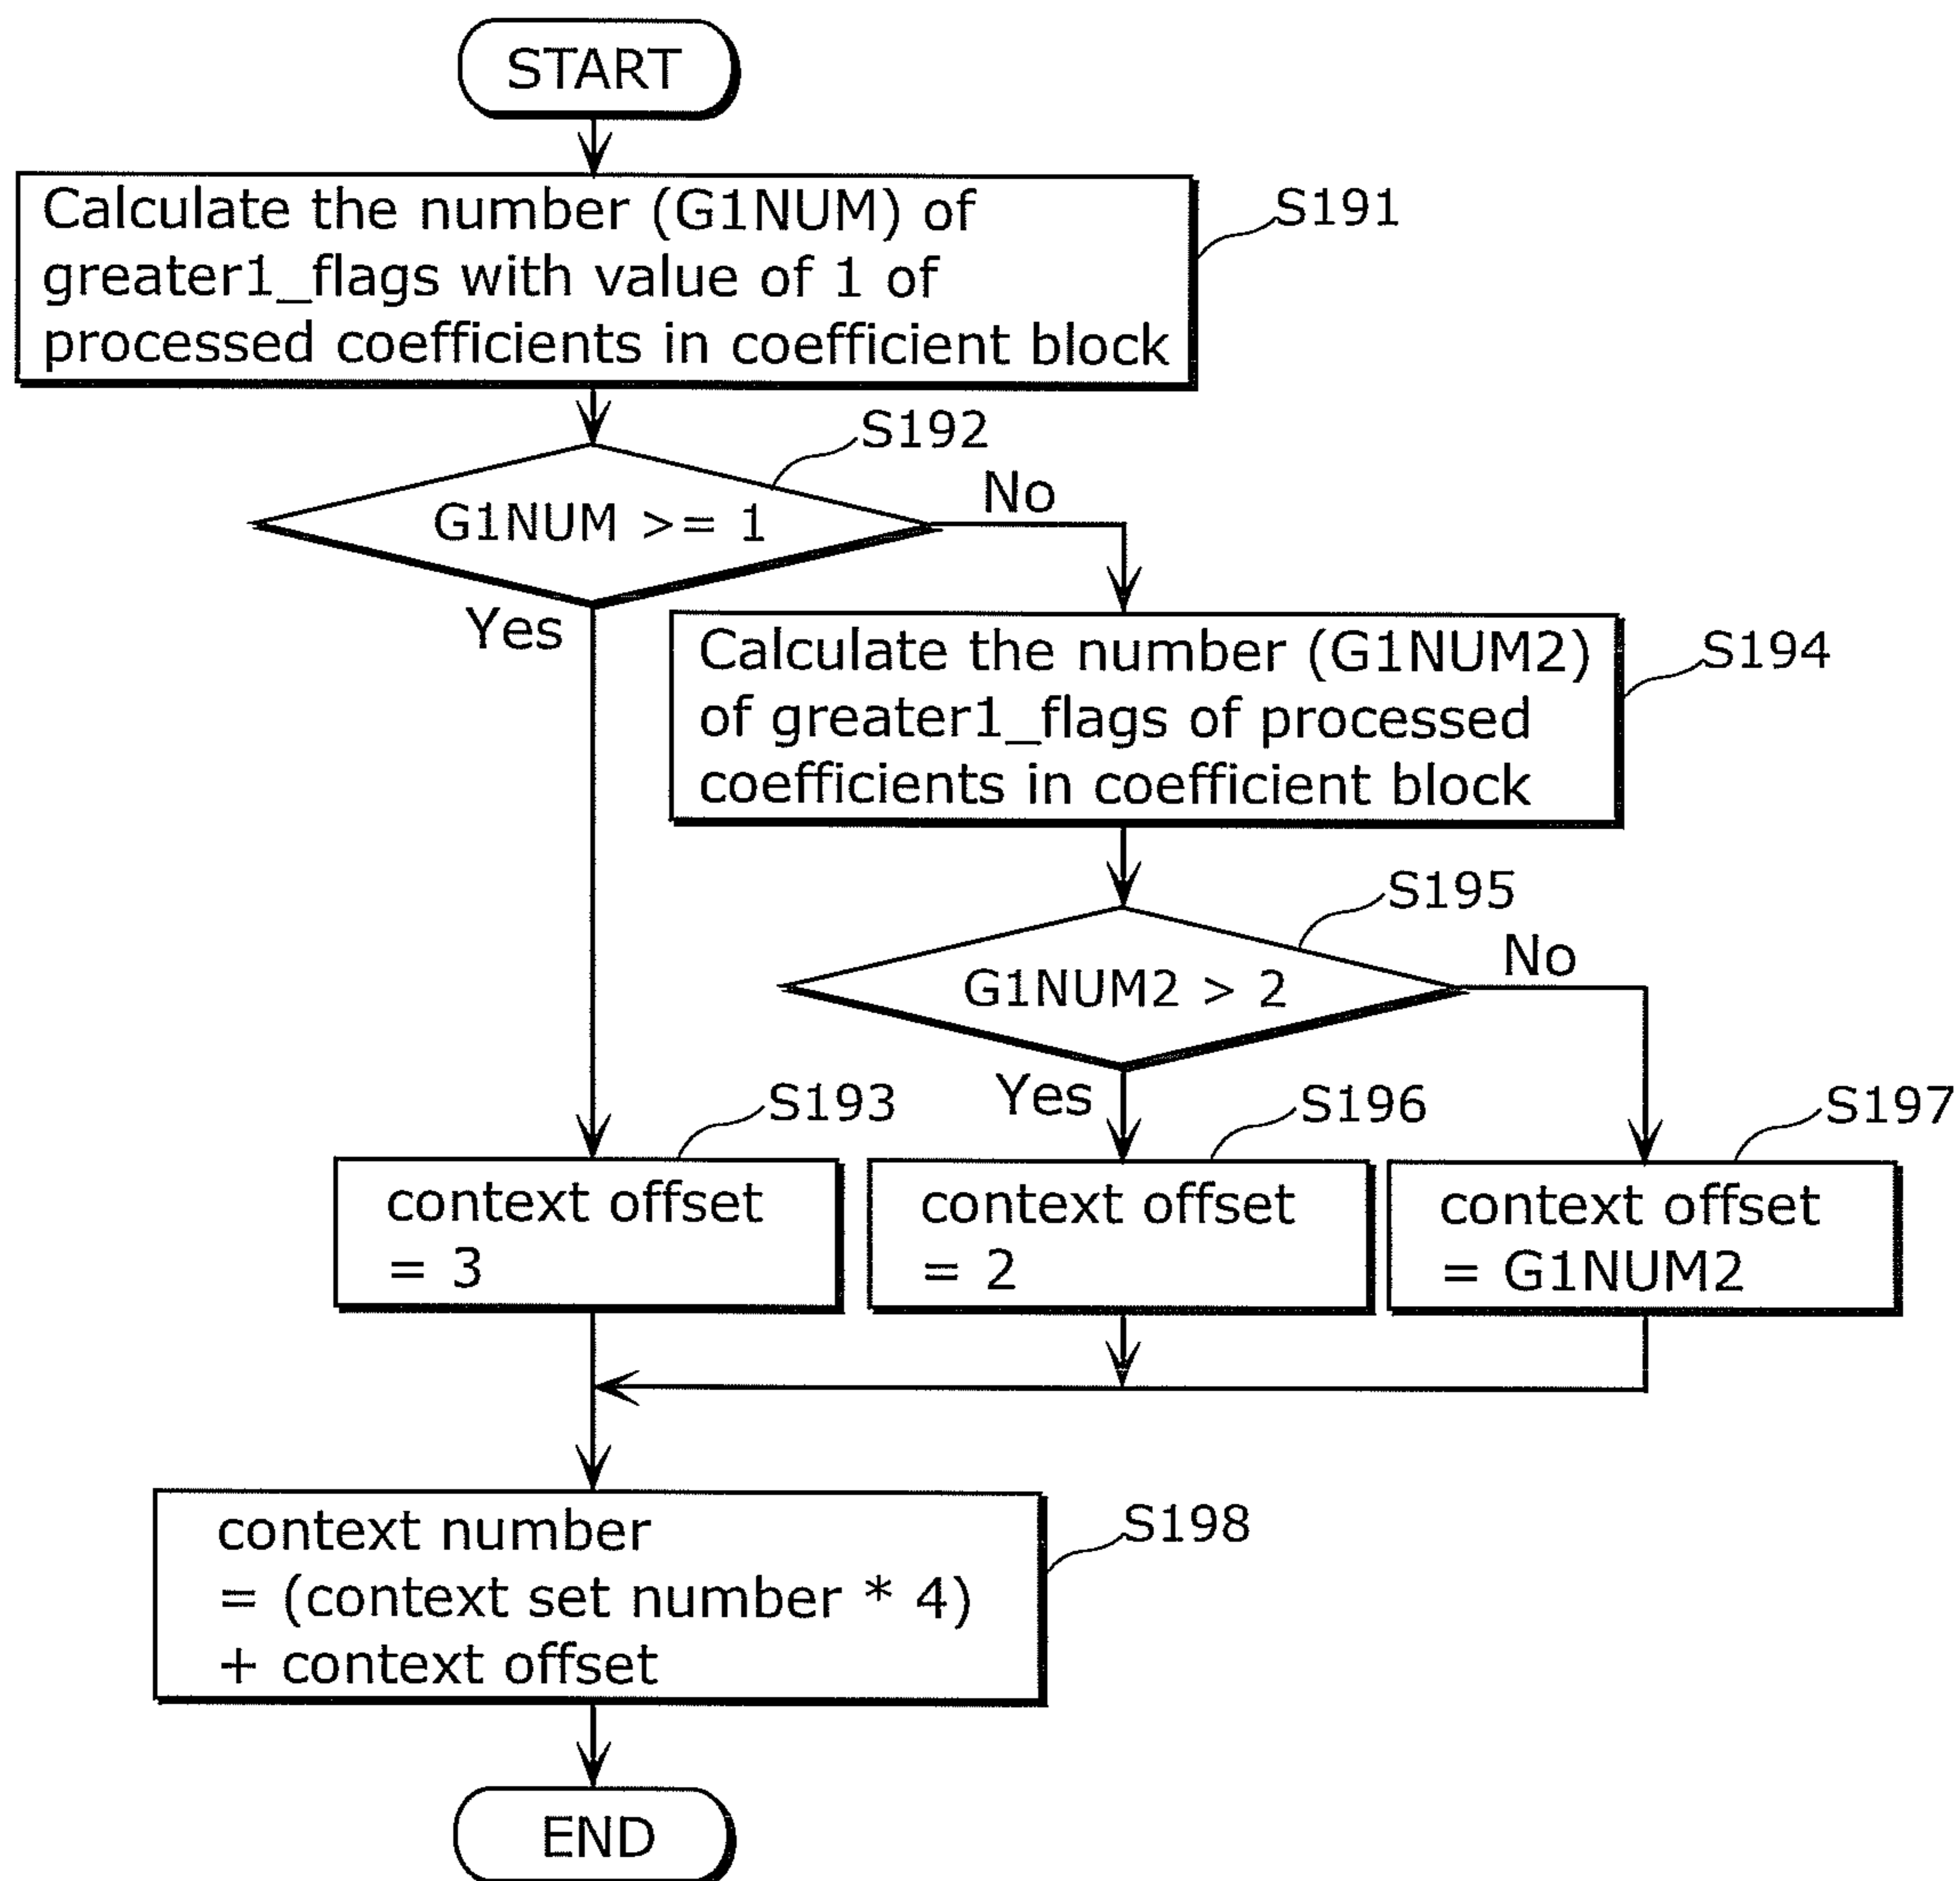 START
Calculate the number (G1NUM) of
greater1_flags with value of 1 of
processed coefficients in coefficient block
S191
S192
G1NUM >= 1
No
Yes
Calculate the number (G1NUM2)
of greater1_flags of processed
coefficients in coefficient block
S194
S195
G1NUM2 > 2
No
Yes
S193
context offset
= 3
S196
context offset
= 2
S197
context offset
= G1NUM2
context number
= (context set number * 4)
+ context offset
S198
END